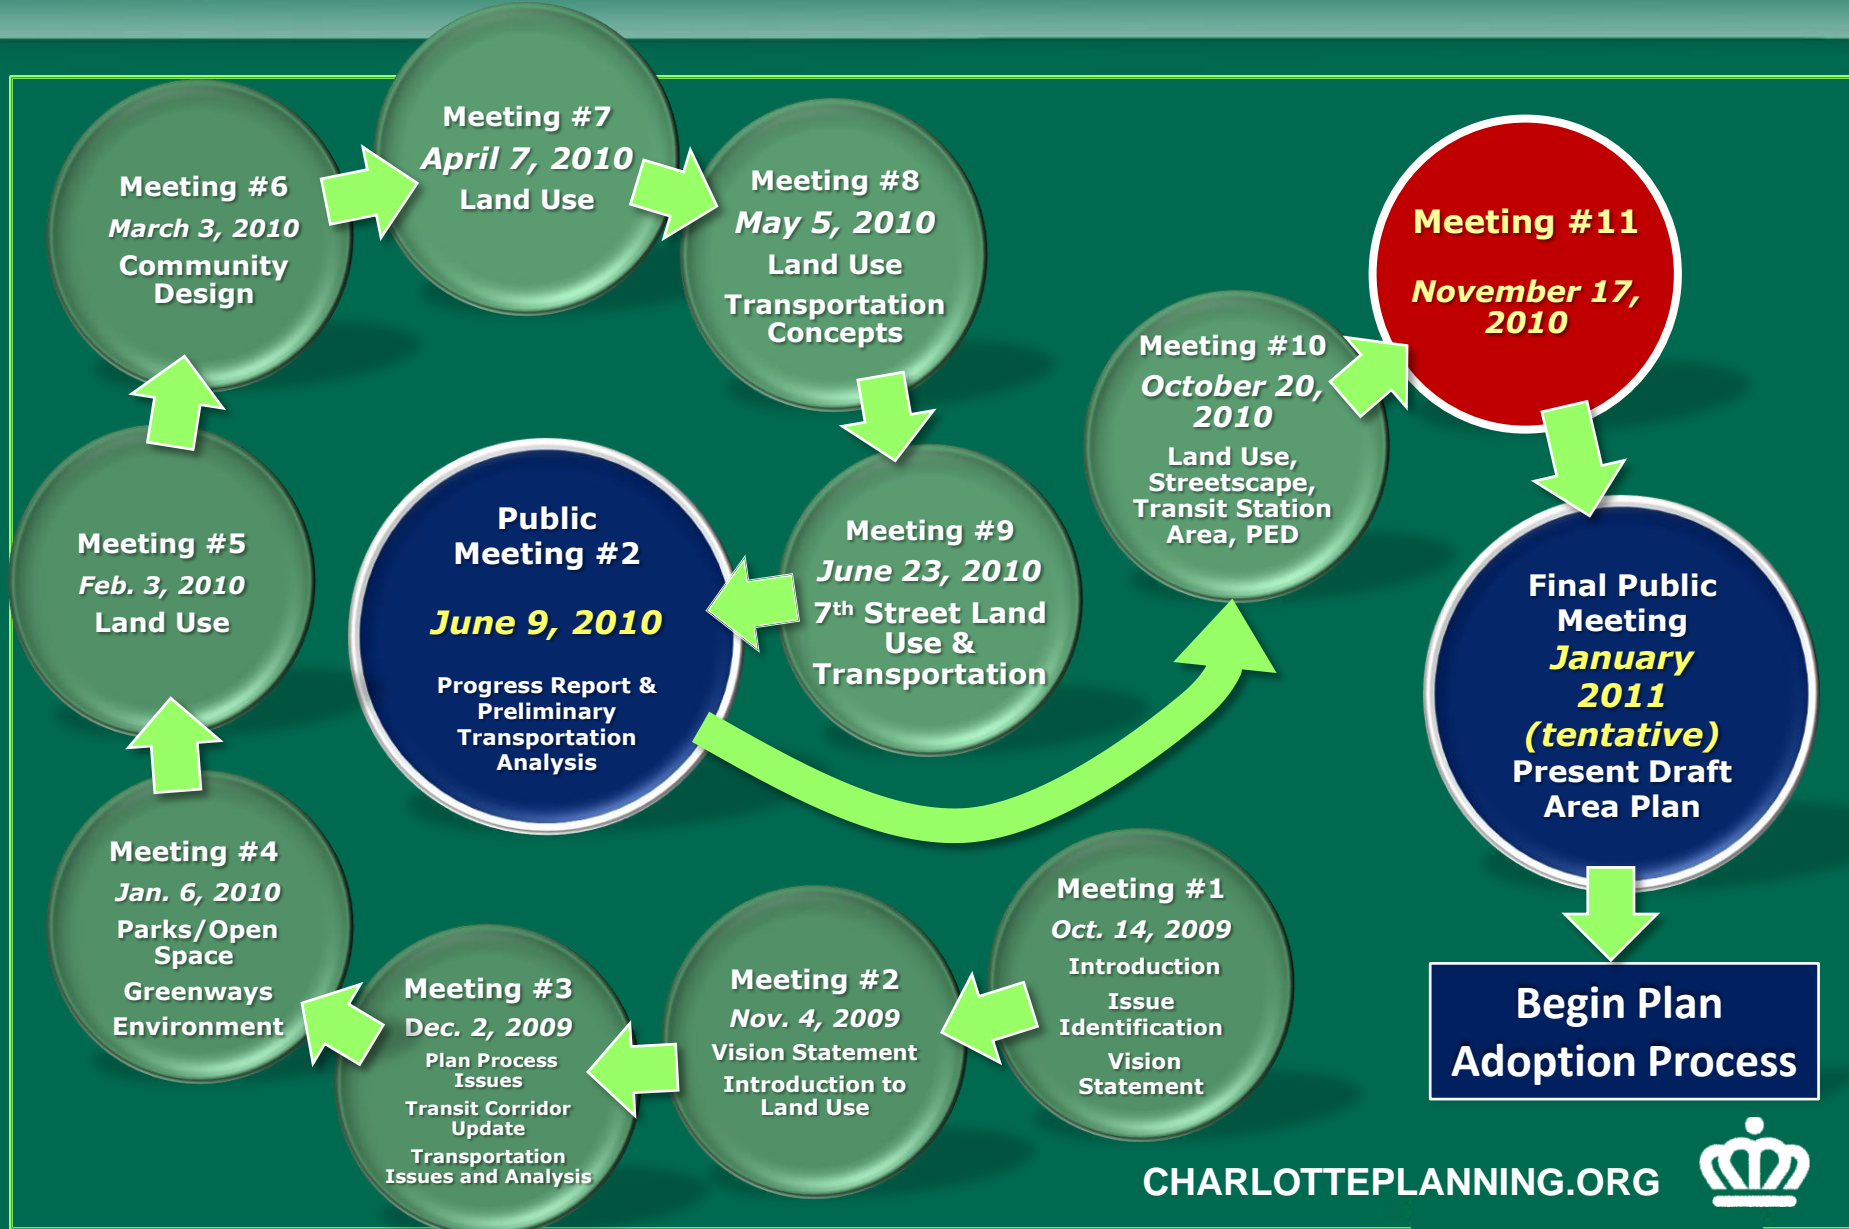 Meeting #7
April 7, 2010
Land Use
Meeting #6
March 3, 2010
Community
Design
Meeting #8
May 5, 2010
Land Use
Transportation
Concepts
Meeting #11
November 17,
2010
Meeting #10
October 20,
2010
Land Use,
Streetscape,
Transit Station
Area, PED
Meeting #5
Feb. 3, 2010
Land Use
Public
Meeting #2
June 9, 2010
Progress Report &
Preliminary
Transportation
Analysis
Meeting #9
June 23, 2010
7th Street Land
Use &
Transportation
Final Public
Meeting
January
2011
(tentative)
Present Draft
Area Plan
Meeting #4
Jan. 6, 2010
Parks/Open
Space
Greenways
Environment
Meeting #3
Dec. 2, 2009
Plan Process
Issues
Transit Corridor
Update
Transportation
Issues and Analysis
Meeting #2
Nov. 4, 2009
Vision Statement
Introduction to
Land Use
Meeting #1
Oct. 14, 2009
Introduction
Issue
Identification
Vision
Statement
Begin Plan
Adoption Process
CHARLOTTEPLANNING.ORG